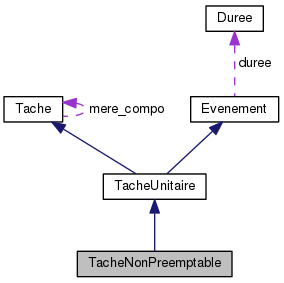 Duree
duree
Tache
mere_compo
Evenement
TacheUnitaire
TacheNonPreemptable